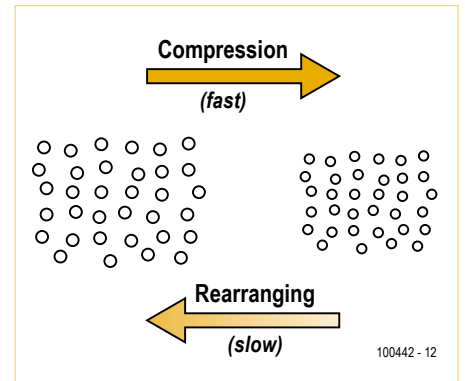 Compression
(fast)
Rearranging
(slow)
100442 - 12